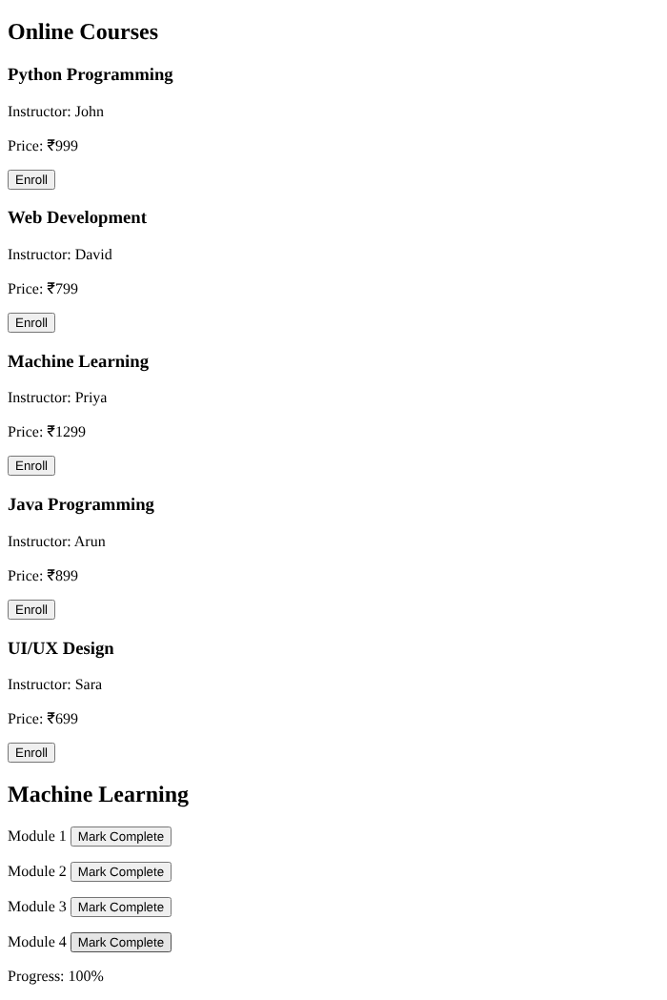 Online Courses
Python Programming
Instructor: John
Price: ₹999
Enroll
Web Development
Instructor: David
Price: ₹799
Enroll
Machine Learning
Instructor: Priya
Price: ₹1299
Enroll
Java Programming
Instructor: Arun
Price: ₹899
Enroll
UI/UX Design
Instructor: Sara
Price: ₹699
Enroll
Machine Learning
Module 1 Mark Complete
Module 2 Mark Complete
Module 3 Mark Complete
Module 4 Mark Complete
Progress: 100%